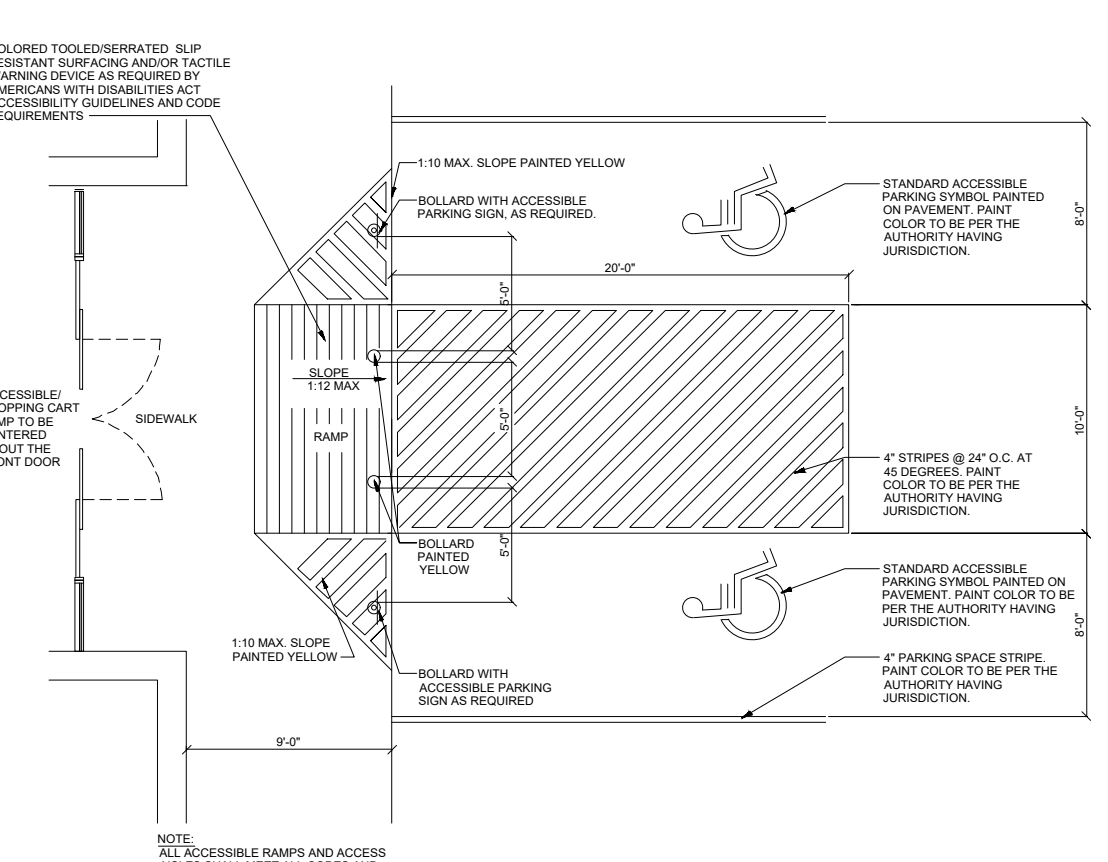 OLORED TOOLED/SERRATED SLIP
ESISTANT SURFACING AND/OR TACTILE
ARNING DEVICE AS REQUIRED BY
MERICANS WITH DISABILITIES ACT
CCESSIBILITY GUIDELINES AND CODE
EQUIREMENTS
1:10 MAX. SLOPE PAINTED YELLOW
BOLLARD WITH ACCESSIBLE
PARKING SIGN, AS REQUIRED.
STANDARD ACCESSIBLE
PARKING SYMBOL PAINTED
ON PAVEMENT. PAINT
COLOR TO BE PER THE
AUTHORITY HAVING
JURISDICTION.
8'-0"
20'-0"
5'-0"
SLOPE
1:12 MAX
CESSIBLE/
OPPING CART
MP TO BE
NTERED
OUT THE
ONT DOOR
SIDEWALK
RAMP
5'-0"
10'-0"
4" STRIPES @ 24" O.C. AT
45 DEGREES. PAINT
COLOR TO BE PER THE
AUTHORITY HAVING
JURISDICTION.
BOLLARD
PAINTED
YELLOW
5'-0"
STANDARD ACCESSIBLE
PARKING SYMBOL PAINTED ON
PAVEMENT. PAINT COLOR TO BE
PER THE AUTHORITY HAVING
JURISDICTION.
8'-0"
1:10 MAX. SLOPE
PAINTED YELLOW
BOLLARD WITH
ACCESSIBLE PARKING
SIGN AS REQUIRED
4" PARKING SPACE STRIPE.
PAINT COLOR TO BE PER THE
AUTHORITY HAVING
JURISDICTION.
9'-0"
NOTE:
ALL ACCESSIBLE RAMPS AND ACCESS